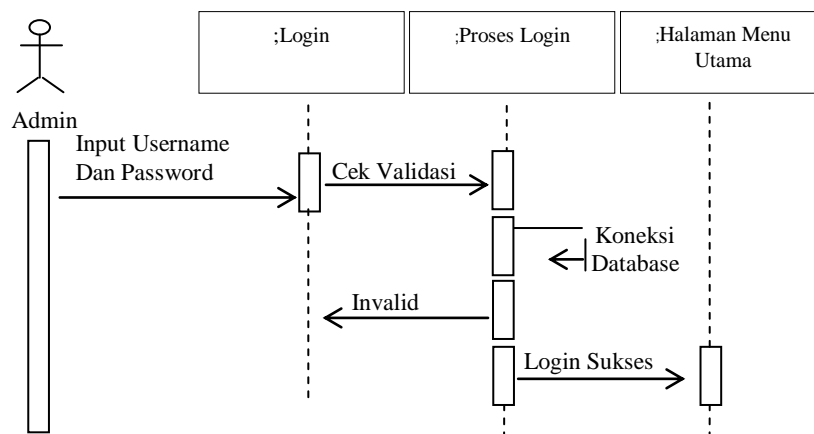 ;Login
;Proses Login
;Halaman Menu
Utama
Admin
Input Username
Dan Password
Cek Validasi
Koneksi
Database
Invalid
Login Sukses